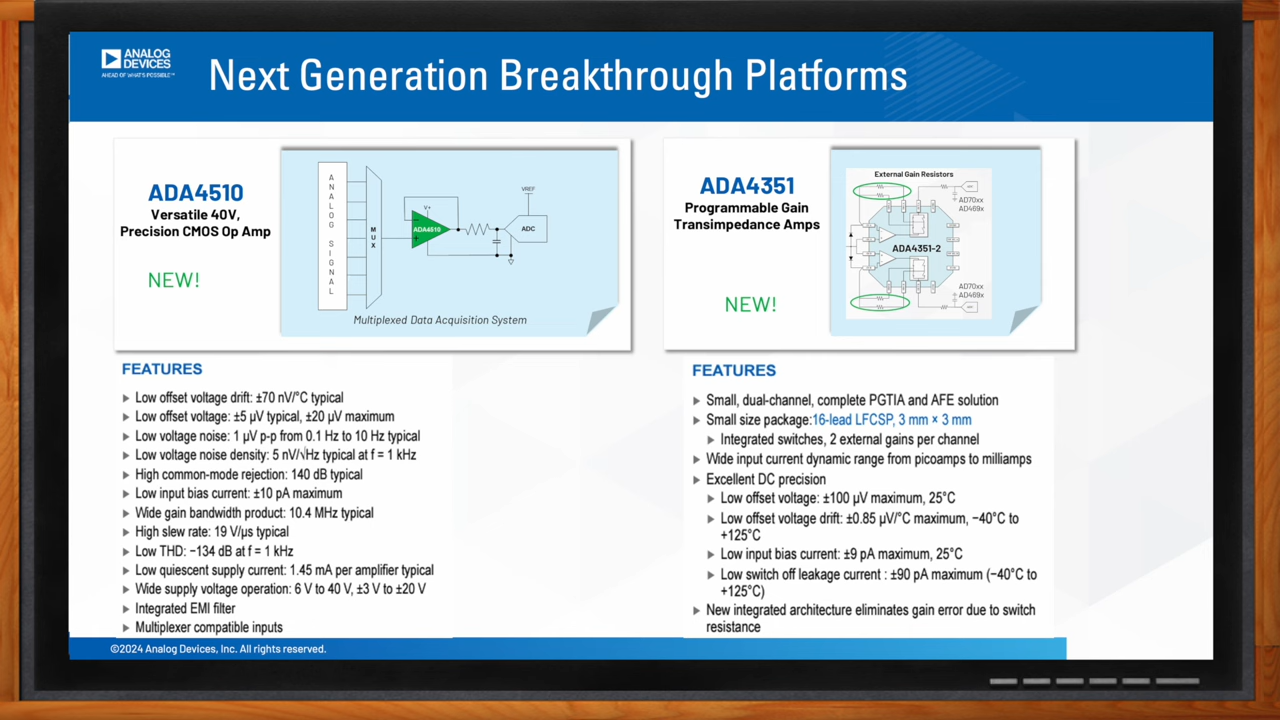 ANALOG
DEVICES
AHEAD OF WHAT'S POSSIBLE™
Next Generation Breakthrough Platforms
ADA4510
Versatile 40V,
Precision CMOS Op Amp
NEW!
ANALOG SIGNAL
MUX
V+
ADA4510
VREF
ADC
Multiplexed Data Acquisition System
FEATURES
Low offset voltage drift: ±70 nV/°C typical
Low offset voltage: ±5 µV typical, ±20 µV maximum
Low voltage noise: 1 µV p-p from 0.1 Hz to 10 Hz typical
Low voltage noise density: 5 nV/√Hz typical at f = 1 kHz
High common-mode rejection: 140 dB typical
Low input bias current: ±10 pA maximum
Wide gain bandwidth product: 10.4 MHz typical
High slew rate: 19 V/µs typical
Low THD: −134 dB at f = 1 kHz
Low quiescent supply current: 1.45 mA per amplifier typical
Wide supply voltage operation: 6 V to 40 V, ±3 V to ±20 V
Integrated EMI filter
Multiplexer compatible inputs
ADA4351
Programmable Gain
Transimpedance Amps
NEW!
External Gain Resistors
AD70xx
AD469x
ADA4351-2
AD70xx
AD469x
FEATURES
Small, dual-channel, complete PGTIA and AFE solution
Small size package:16-lead LFCSP, 3 mm × 3 mm
Integrated switches, 2 external gains per channel
Wide input current dynamic range from picoamps to milliamps
Excellent DC precision
Low offset voltage: ±100 µV maximum, 25°C
Low offset voltage drift: ±0.85 µV/°C maximum, −40°C to
+125°C
Low input bias current: ±9 pA maximum, 25°C
Low switch off leakage current : ±90 pA maximum (−40°C to
+125°C)
New integrated architecture eliminates gain error due to switch
resistance
©2024 Analog Devices, Inc. All rights reserved.